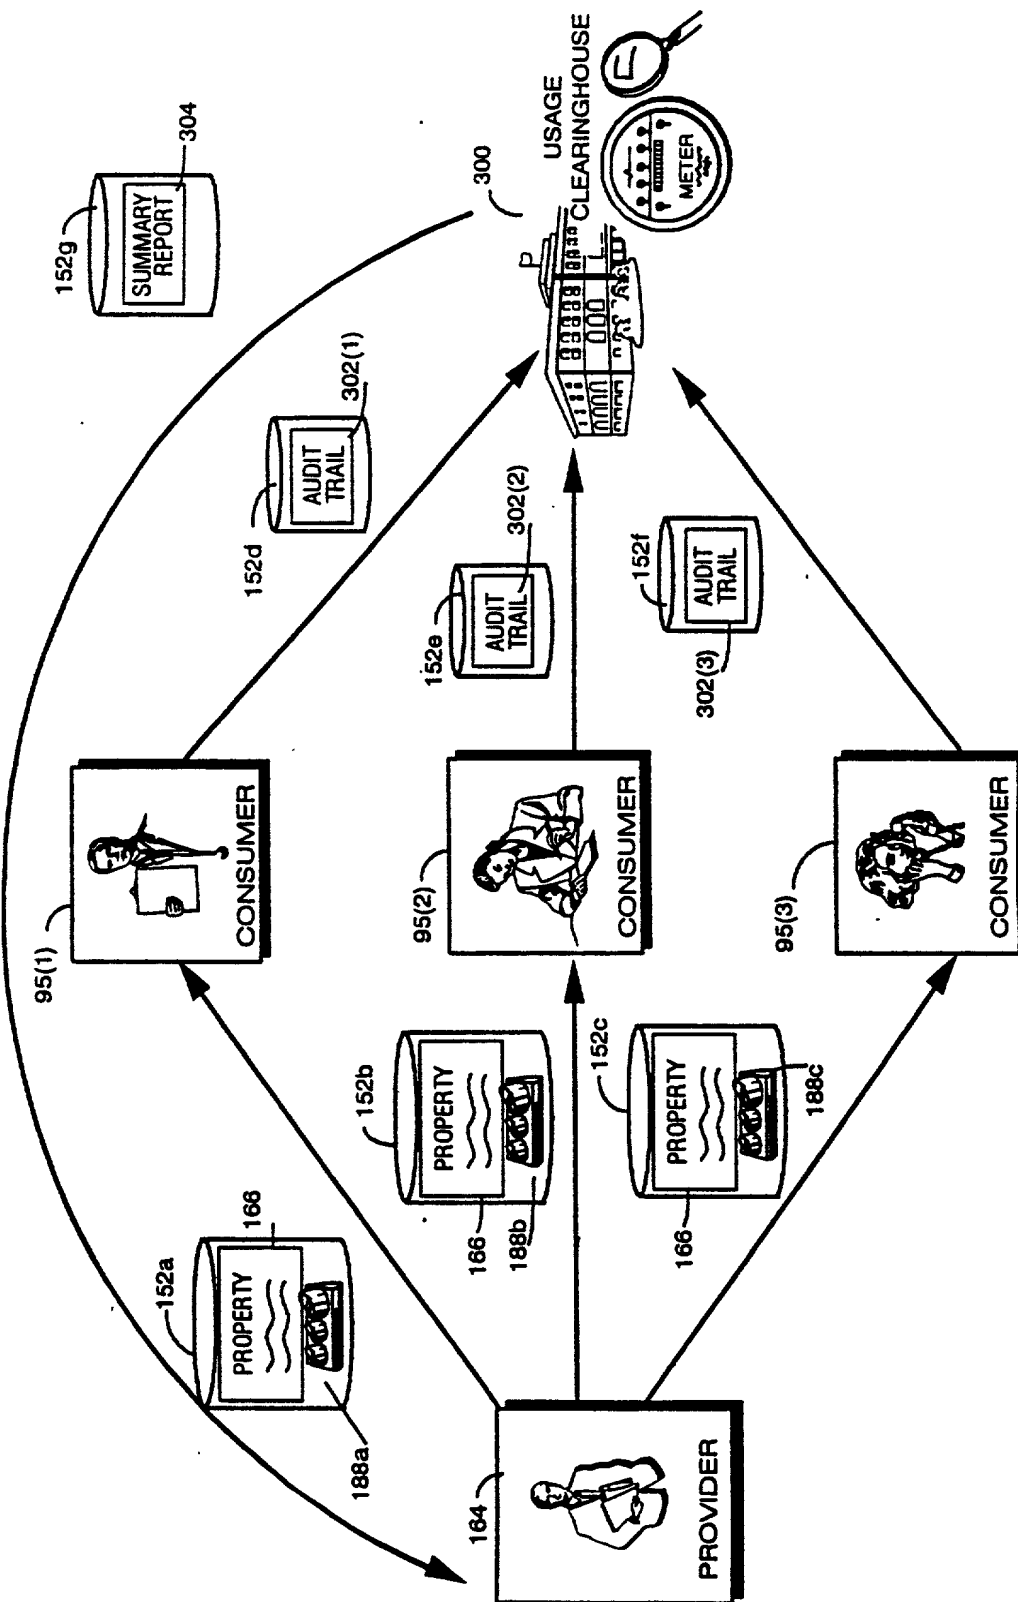 152g
SUMMARY
REPORT
304
300
USAGE
CLEARINGHOUSE
METER
152d
AUDIT
TRAIL
302(1)
152e
AUDIT
TRAIL
302(2)
152f
AUDIT
TRAIL
302(3)
95(1)
CONSUMER
95(2)
CONSUMER
95(3)
CONSUMER
152a
166
PROPERTY
188a
152b
PROPERTY
166
188b
152c
PROPERTY
166
188c
164
PROVIDER